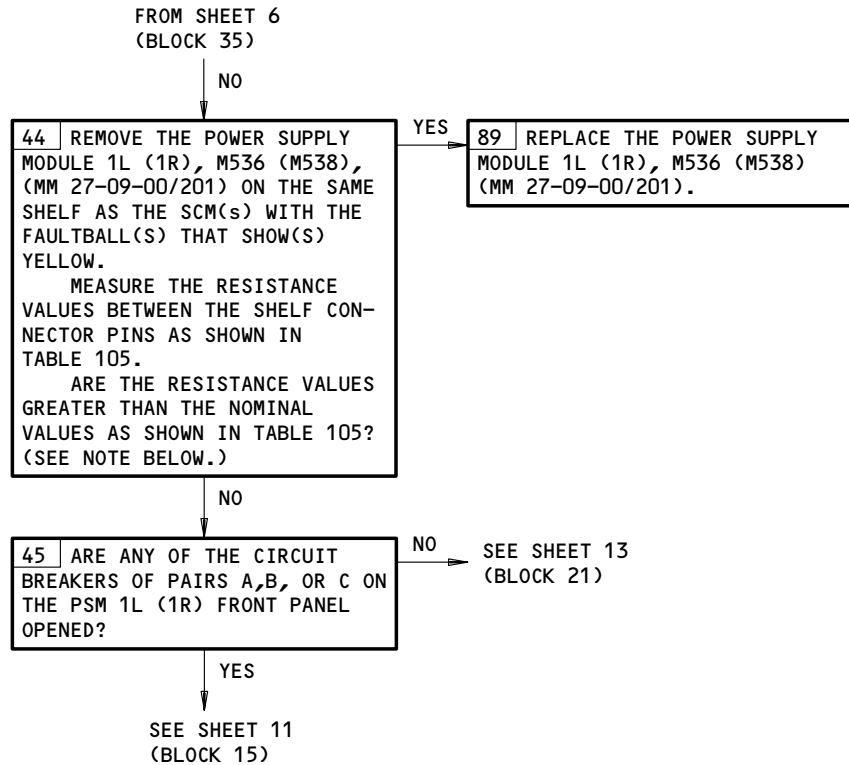 FROM SHEET 6
(BLOCK 35)
NO
44 REMOVE THE POWER SUPPLY
MODULE 1L (1R), M536 (M538),
(MM 27-09-00/201) ON THE SAME
SHELF AS THE SCM(s) WITH THE
FAULTBALL(S) THAT SHOW(S)
YELLOW.
MEASURE THE RESISTANCE
VALUES BETWEEN THE SHELF CON-
NECTOR PINS AS SHOWN IN
TABLE 105.
ARE THE RESISTANCE VALUES
GREATER THAN THE NOMINAL
VALUES AS SHOWN IN TABLE 105?
(SEE NOTE BELOW.)
YES
89 REPLACE THE POWER SUPPLY
MODULE 1L (1R), M536 (M538)
(MM 27-09-00/201).
NO
45 ARE ANY OF THE CIRCUIT
BREAKERS OF PAIRS A,B, OR C ON
THE PSM 1L (1R) FRONT PANEL
OPENED?
NO
SEE SHEET 13
(BLOCK 21)
YES
SEE SHEET 11
(BLOCK 15)